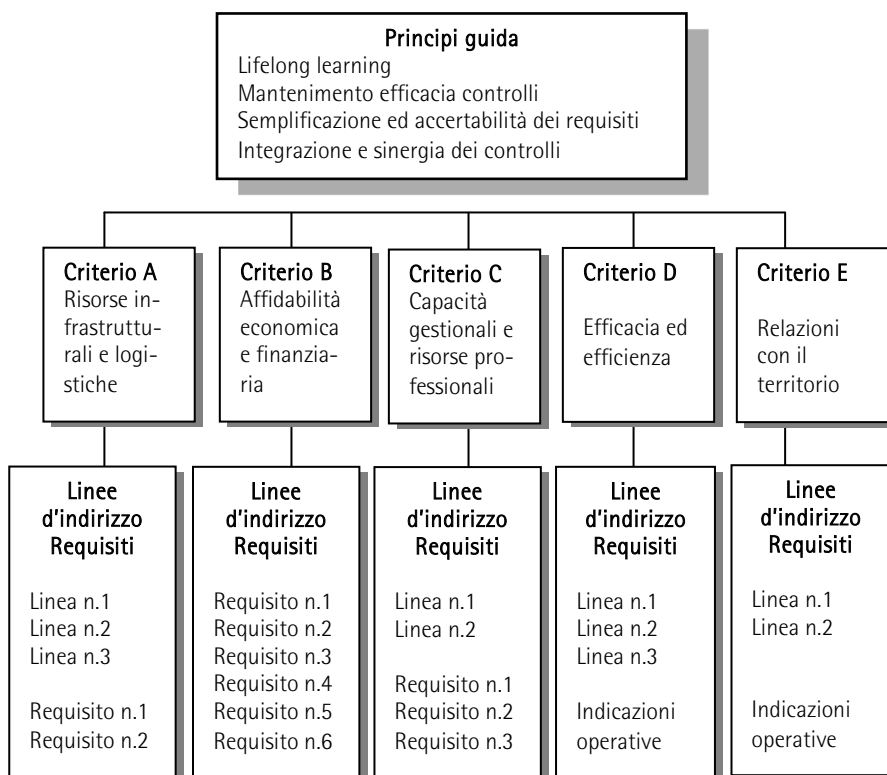 Principi guida
Lifelong learning
Mantenimento efficacia controlli
Semplificazione ed accertabilità dei requisiti
Integrazione e sinergia dei controlli
Criterio A
Risorse in-
frastruttu-
rali e logi-
stiche
Criterio B
Affidabilità
economica
e finanzia-
ria
Criterio C
Capacità
gestionali e
risorse pro-
fessionali
Criterio D
Efficacia ed
efficienza
Criterio E
Relazioni
con il
territorio
Linee
d'indirizzo
Requisiti
Linea n.1
Linea n.2
Linea n.3
Requisito n.1
Requisito n.2
Linee
d'indirizzo
Requisiti
Requisito n.1
Requisito n.2
Requisito n.3
Requisito n.4
Requisito n.5
Requisito n.6
Linee
d'indirizzo
Requisiti
Linea n.1
Linea n.2
Requisito n.1
Requisito n.2
Requisito n.3
Linee
d'indirizzo
Requisiti
Linea n.1
Linea n.2
Linea n.3
Indicazioni
operative
Linee
d'indirizzo
Requisiti
Linea n.1
Linea n.2
Indicazioni
operative